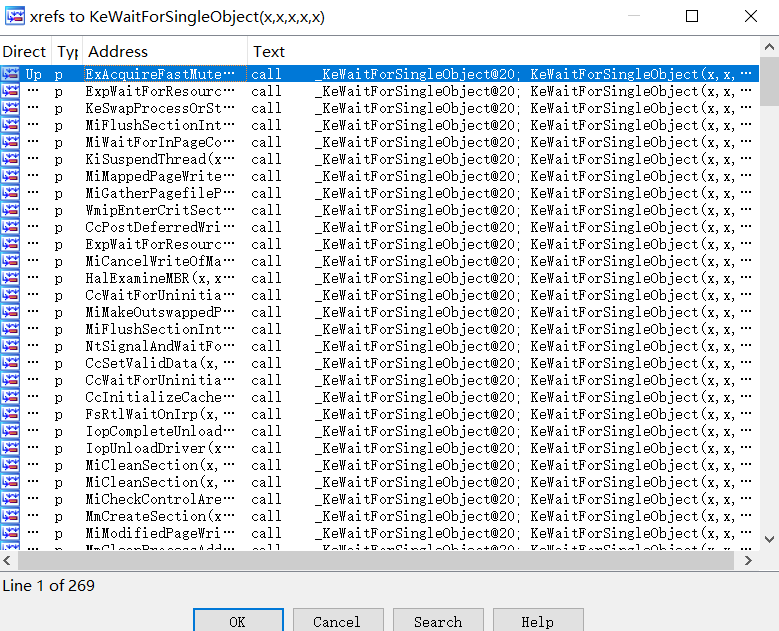 xrefs to KeWaitForSingleObject(x,x,x,x,x)
Direct Ty Address Text
Up p ExAcquireFastMute… call _KeWaitForSingleObject@20; KeWaitForSingleObject(x,x,…
… p ExpWaitForResourc… call _KeWaitForSingleObject@20; KeWaitForSingleObject(x,x,…
… p KeSwapProcessOrSt… call _KeWaitForSingleObject@20; KeWaitForSingleObject(x,x,…
… p MiFlushSectionInt… call _KeWaitForSingleObject@20; KeWaitForSingleObject(x,x,…
… p MiWaitForInPageCo… call _KeWaitForSingleObject@20; KeWaitForSingleObject(x,x,…
… p KiSuspendThread(x… call _KeWaitForSingleObject@20; KeWaitForSingleObject(x,x,…
… p MiMappedPageWrite… call _KeWaitForSingleObject@20; KeWaitForSingleObject(x,x,…
… p MiGatherPagefileP… call _KeWaitForSingleObject@20; KeWaitForSingleObject(x,x,…
… p WmipEnterCritSect… call _KeWaitForSingleObject@20; KeWaitForSingleObject(x,x,…
… p CcPostDeferredWri… call _KeWaitForSingleObject@20; KeWaitForSingleObject(x,x,…
… p ExpWaitForResourc… call _KeWaitForSingleObject@20; KeWaitForSingleObject(x,x,…
… p MiCancelWriteOfMa… call _KeWaitForSingleObject@20; KeWaitForSingleObject(x,x,…
… p HalExamineMBR(x,x… call _KeWaitForSingleObject@20; KeWaitForSingleObject(x,x,…
… p CcWaitForUninitia… call _KeWaitForSingleObject@20; KeWaitForSingleObject(x,x,…
… p MiMakeOutswappedP… call _KeWaitForSingleObject@20; KeWaitForSingleObject(x,x,…
… p MiFlushSectionInt… call _KeWaitForSingleObject@20; KeWaitForSingleObject(x,x,…
… p NtSignalAndWaitFo… call _KeWaitForSingleObject@20; KeWaitForSingleObject(x,x,…
… p CcSetValidData(x,… call _KeWaitForSingleObject@20; KeWaitForSingleObject(x,x,…
… p CcWaitForUninitia… call _KeWaitForSingleObject@20; KeWaitForSingleObject(x,x,…
… p CcInitializeCache… call _KeWaitForSingleObject@20; KeWaitForSingleObject(x,x,…
… p FsRtlWaitOnIrp(x,… call _KeWaitForSingleObject@20; KeWaitForSingleObject(x,x,…
… p IopCompleteUnload… call _KeWaitForSingleObject@20; KeWaitForSingleObject(x,x,…
… p IopUnloadDriver(x… call _KeWaitForSingleObject@20; KeWaitForSingleObject(x,x,…
… p MiCleanSection(x,… call _KeWaitForSingleObject@20; KeWaitForSingleObject(x,x,…
… p MiCleanSection(x,… call _KeWaitForSingleObject@20; KeWaitForSingleObject(x,x,…
… p MiCheckControlAre… call _KeWaitForSingleObject@20; KeWaitForSingleObject(x,x,…
… p MmCreateSection(x… call _KeWaitForSingleObject@20; KeWaitForSingleObject(x,x,…
… p MiModifiedPageWri… call _KeWaitForSingleObject@20; KeWaitForSingleObject(x,x,…
… p MmCleanProcessAdd… call _KeWaitForSingleObject@20; KeWaitForSingleObject(x,x,…
Line 1 of 269
OK Cancel Search Help